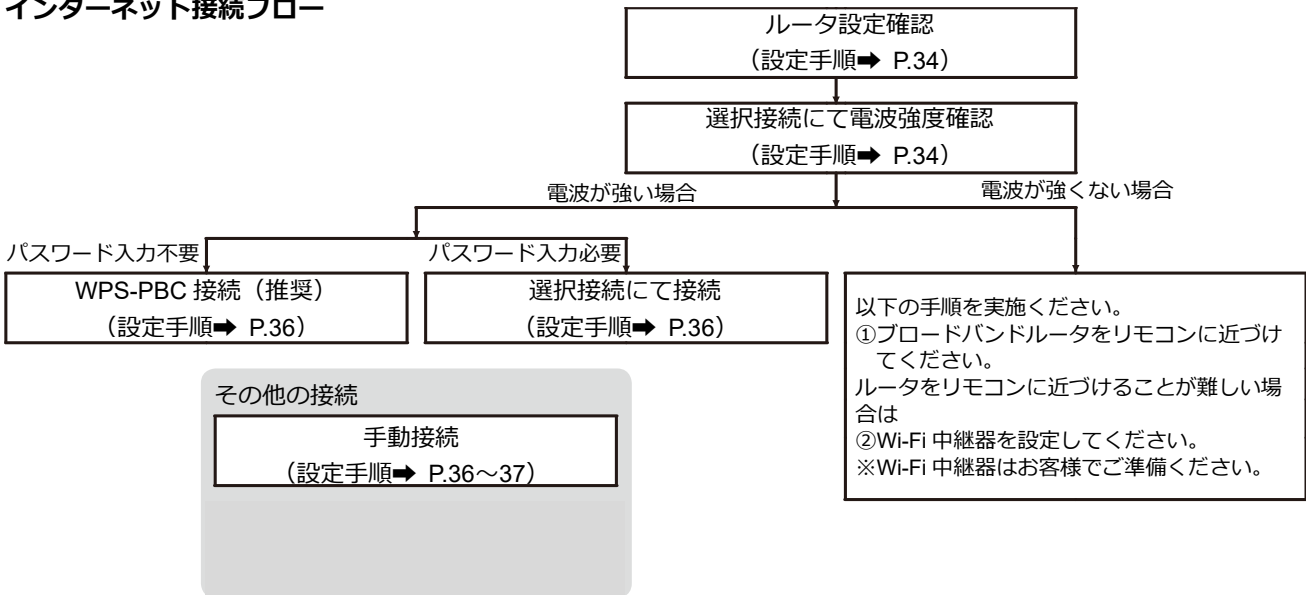 インターネット接続フロー
ルータ設定確認
（設定手順➡ P.34）
選択接続にて電波強度確認
（設定手順➡ P.34）
電波が強い場合
電波が強くない場合
パスワード入力不要
パスワード入力必要
WPS-PBC 接続（推奨）
（設定手順➡ P.36）
選択接続にて接続
（設定手順➡ P.36）
以下の手順を実施ください。
①ブロードバンドルータをリモコンに近づけ
てください。
ルータをリモコンに近づけることが難しい場
合は
②Wi-Fi 中継器を設定してください。
※Wi-Fi 中継器はお客様でご準備ください。
その他の接続
手動接続
（設定手順➡ P.36～37）